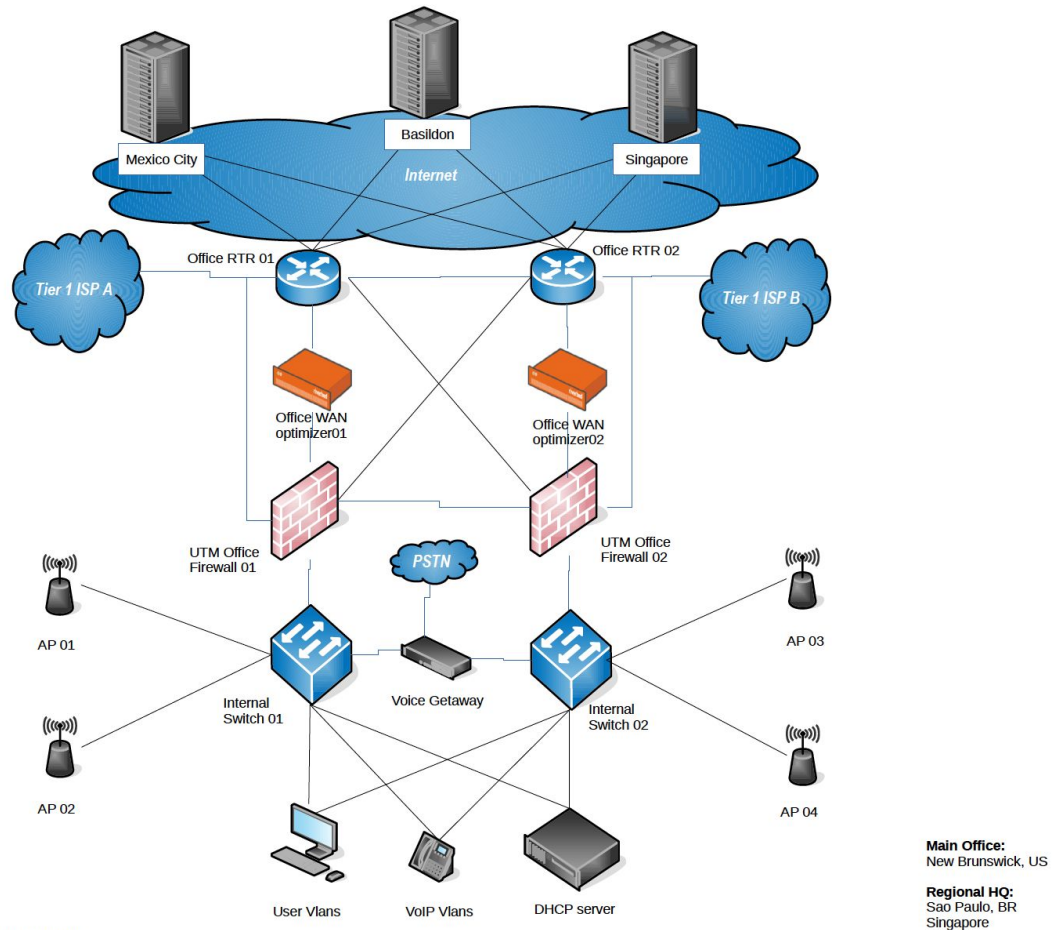 Mexico City
Basildon
Singapore
Internet
Office RTR 01
Office RTR 02
Tier 1 ISP A
Tier 1 ISP B
Office WAN
optimizer01
Office WAN
optimizer02
UTM Office
Firewall 01
PSTN
UTM Office
Firewall 02
AP 01
AP 03
Internal
Switch 01
Voice Getaway
Internal
Switch 02
AP 02
AP 04
User Vlans
VoIP Vlans
DHCP server
Main Office:
New Brunswick, US
Regional HQ:
Sao Paulo, BR
Singapore